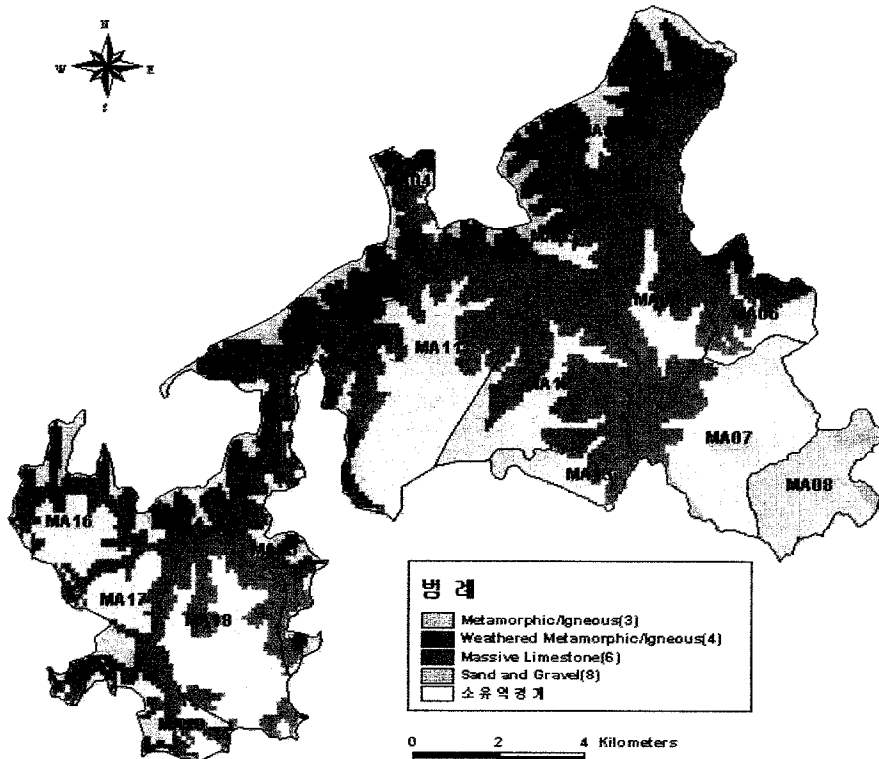 N
W E
S
MA04
MA06
MA11
MA07
MA08
MA16
MA17
범 례
Metamorphic/Igneous(3)
Weathered Metamorphic/Igneous(4)
Massive Limestone(6)
Sand and Gravel(8)
소유역경계
0 2 4 Kilometers